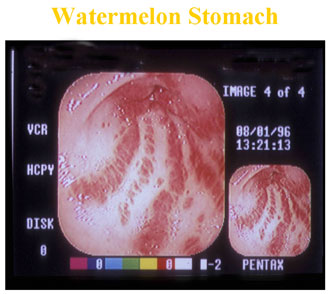 Watermelon Stomach
IMAGE 4 of 4
VCR
08/01/96
13:21:13
HCPY
DISK
0
0 0 -2
PENTAX